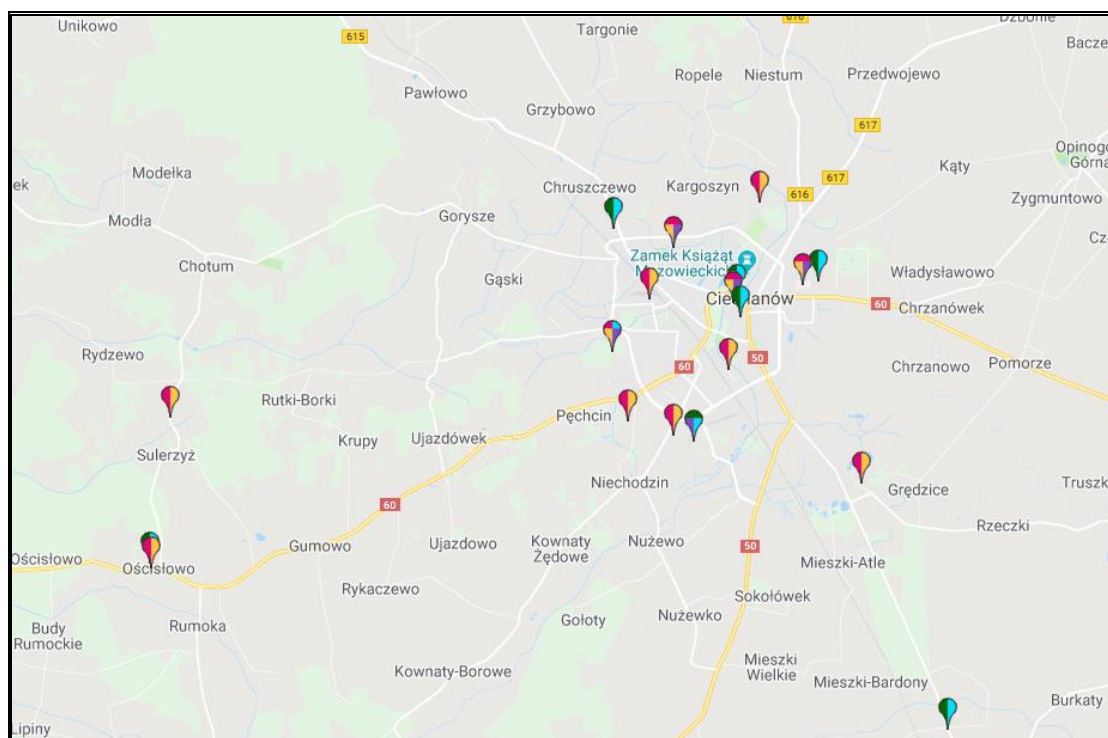 Unikowo
615
Targonie
616
Dzbonie
Bacze
Pawłowo
Ropele
Niestum
Przedwojewo
Grzybowo
617
Opinogó
Górna
Modełka
ek
Chruszczewo
Kargoszyn
617
616
Kąty
Zygmuntowo
Modła
Gorysze
Chotum
Gąski
Zamek Książąt
Mazowieckich
Cz
Władysławowo
Ciechanów
60
Chrzanówek
Rydzewo
50
60
Chrzanowo
Pomorze
Rutki-Borki
Pęchcin
Krupy
Ujazdówek
Sulerzyż
Niechodzin
Grędzice
Truszk
60
Rzeczki
Ościsłowo
Gumowo
Ujazdowo
Kownaty
Żędowe
Nużewo
50
Mieszki-Atle
Ościsłowo
Rykaczewo
Sokołówek
Budy
Rumockie
Rumoka
Gołoty
Nużewko
Kownaty-Borowe
Mieszki
Wielkie
Mieszki-Bardony
Burkaty
Lipiny